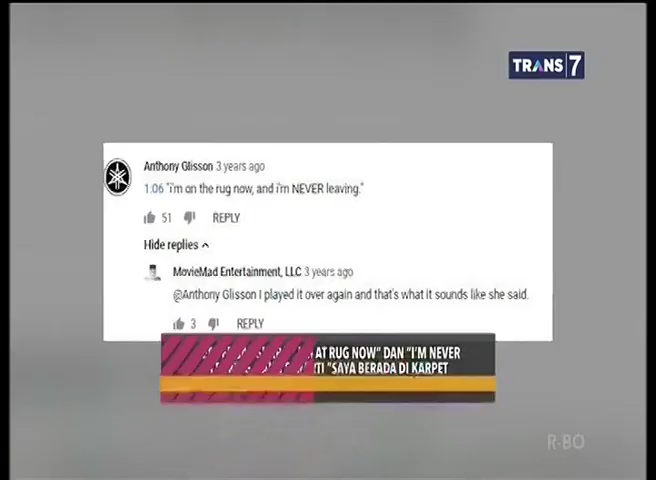 TRANS|7
Anthony Glisson 3 years ago
1:06 "i'm on the rug now, and i'm NEVER leaving."
51 REPLY
Hide replies
MovieMad Entertainment, LLC 3 years ago
@Anthony Glisson I played it over again and that's what it sounds like she said.
3 REPLY
AT RUG NOW" DAN "I'M NEVER
"SAYA BERADA DI KARPET
R-BO